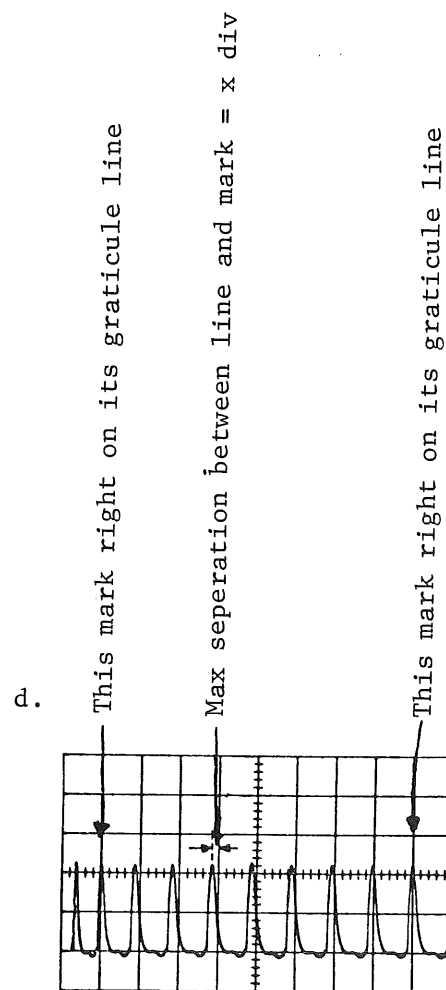 d.
This mark right on its graticule line
Max seperation between line and mark = x div
This mark right on its graticule line